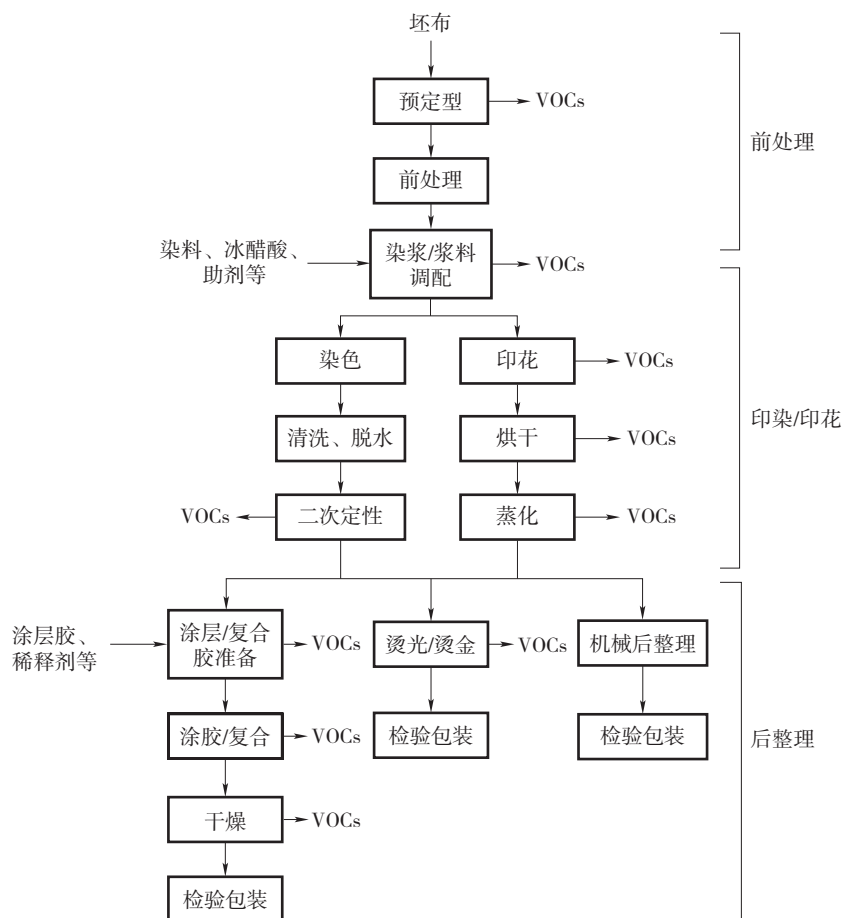 坯布
预定型
VOCs
前处理
前处理
染料、冰醋酸、
助剂等
染浆/浆料
调配
VOCs
染色
印花
VOCs
清洗、脱水
烘干
VOCs
印染/印花
VOCs
二次定性
蒸化
VOCs
涂层胶、
稀释剂等
涂层/复合
胶准备
VOCs
烫光/烫金
VOCs
机械后整理
涂胶/复合
VOCs
检验包装
检验包装
后整理
干燥
VOCs
检验包装